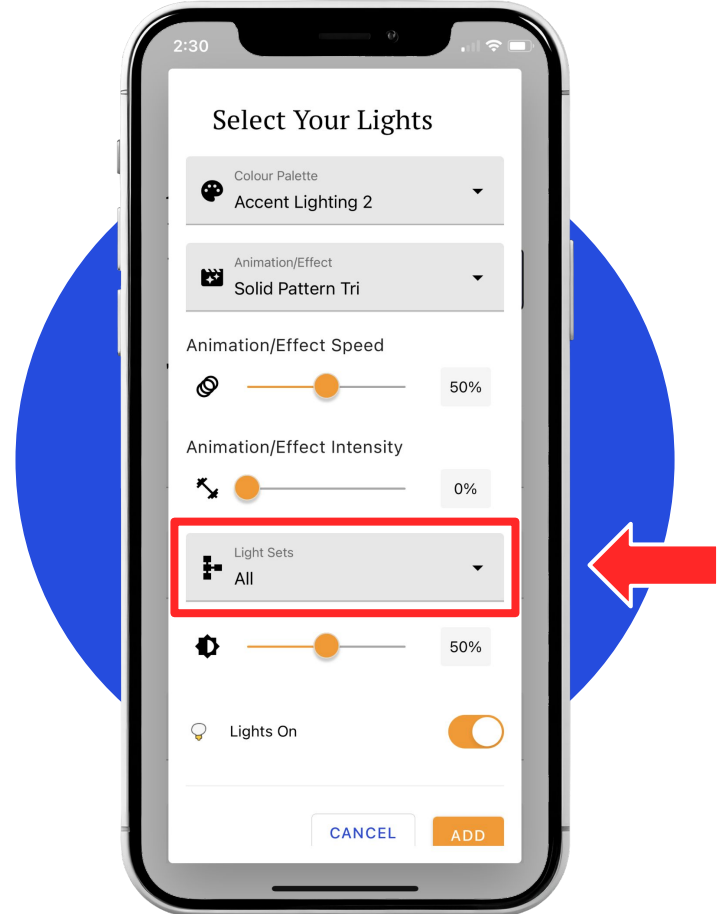 2:30
Select Your Lights
Colour Palette
Accent Lighting 2
Animation/Effect
Solid Pattern Tri
Animation/Effect Speed
50%
Animation/Effect Intensity
0%
Light Sets
All
50%
Lights On
CANCEL
ADD